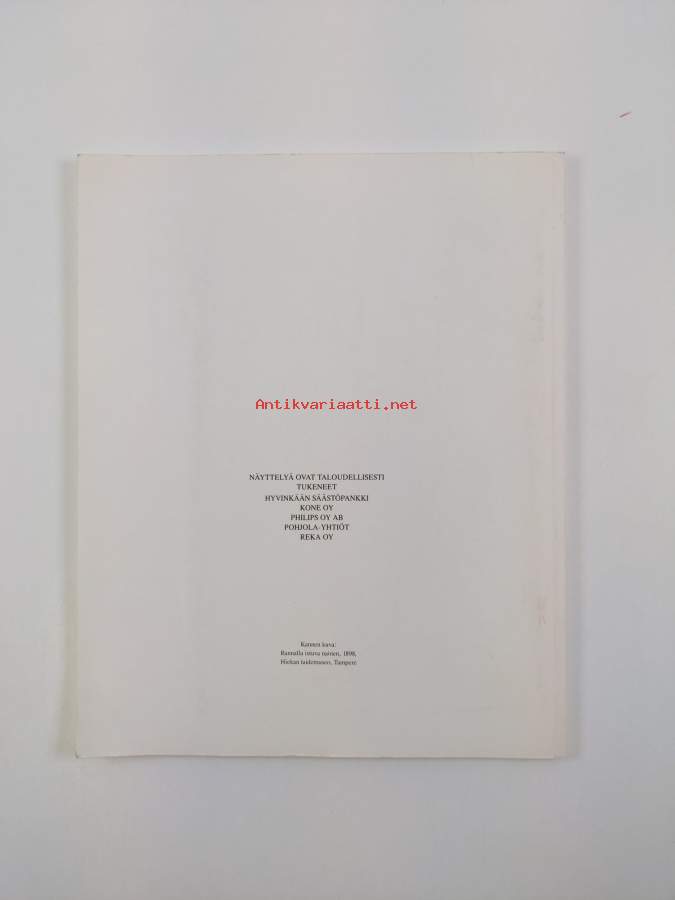 Antikvariaatti.net
NÄYTTELYÄ OVAT TALOUDELLISESTI
TUKENEET
HYVINKÄÄN SÄÄSTÖPANKKI
KONE OY
PHILIPS OY AB
POHJOLA-YHTIÖT
REKA OY
Kannen kuva:
Rannalla istuva nainen, 1898,
Hiekan taidemuseo, Tampere